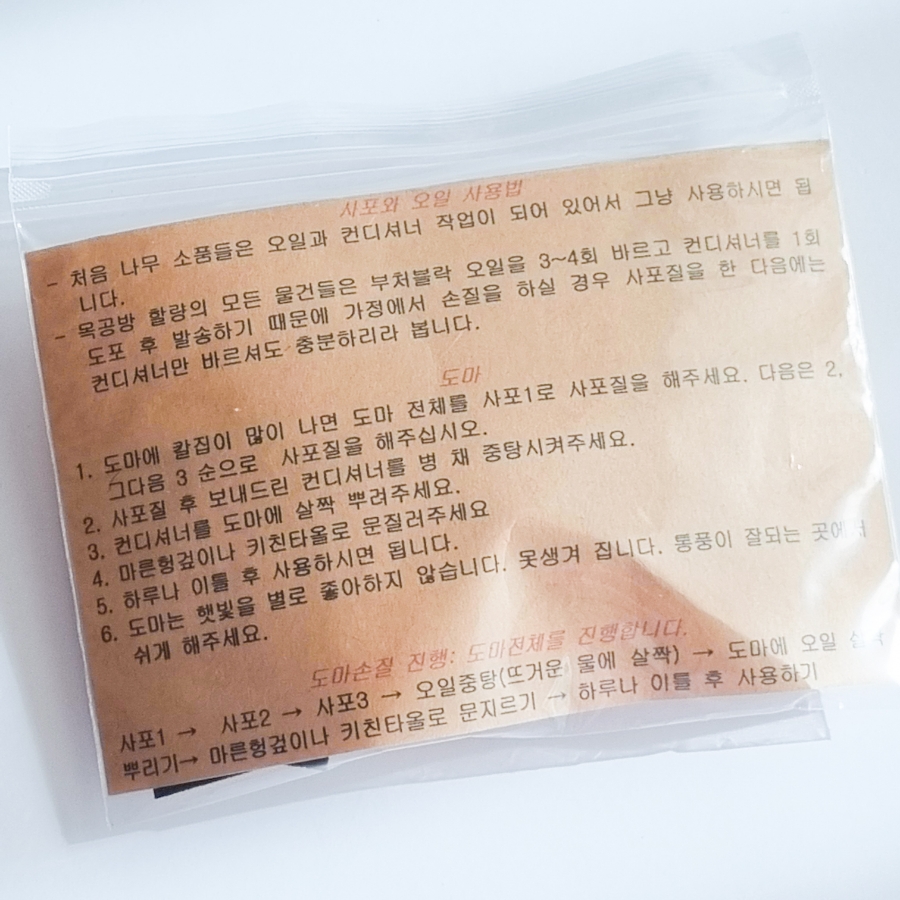 사포와 오일 사용법
- 처음 나무 소품들은 오일과 컨디셔너 작업이 되어 있어서 그냥 사용하시면 됩
니다.
- 목공방 할량의 모든 물건들은 부처블락 오일을 3~4회 바르고 컨디셔너를 1회
도포 후 발송하기 때문에 가정에서 손질을 하실 경우 사포질을 한 다음에는
컨디셔너만 바르셔도 충분하리라 봅니다.
도마
1. 도마에 칼집이 많이 나면 도마 전체를 사포1로 사포질을 해주세요. 다음은 2,
그다음 3 순으로 사포질을 해주십시오.
2. 사포질 후 보내드린 컨디셔너를 병 채 중탕시켜주세요.
3. 컨디셔너를 도마에 살짝 뿌려주세요.
4. 마른헝겊이나 키친타올로 문질러주세요
5. 하루나 이틀 후 사용하시면 됩니다.
6. 도마는 햇빛을 별로 좋아하지 않습니다. 못생겨 집니다. 통풍이 잘되는 곳에서
쉬게 해주세요.
도마손질 진행: 도마전체를 진행합니다.
사포1 → 사포2 → 사포3 → 오일중탕(뜨거운 물에 살짝) → 도마에 오일 살짝
뿌리기→ 마른헝겊이나 키친타올로 문지르기 → 하루나 이틀 후 사용하기